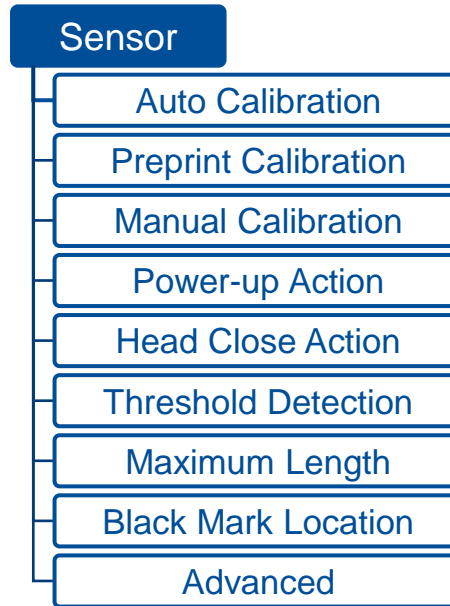 Sensor
Auto Calibration
Preprint Calibration
Manual Calibration
Power-up Action
Head Close Action
Threshold Detection
Maximum Length
Black Mark Location
Advanced